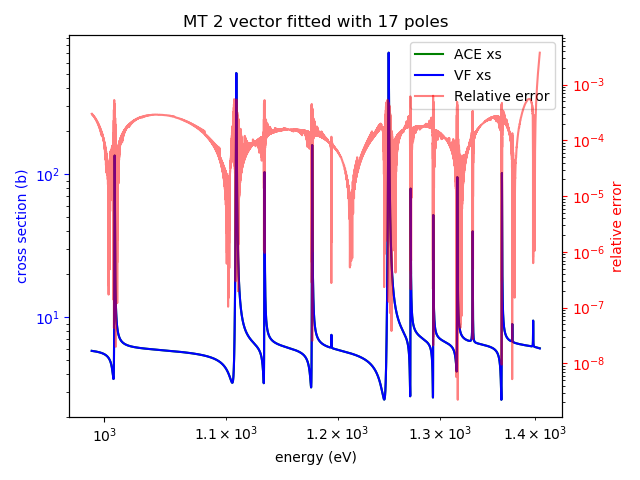 MT 2 vector fitted with 17 poles
ACE xs
VF xs
Relative error
cross section (b)
10²
10¹
10⁻³
10⁻⁴
10⁻⁵
10⁻⁶
10⁻⁷
10⁻⁸
relative error
10³ 1.1 × 10³ 1.2 × 10³ 1.3 × 10³ 1.4 × 10³
energy (eV)